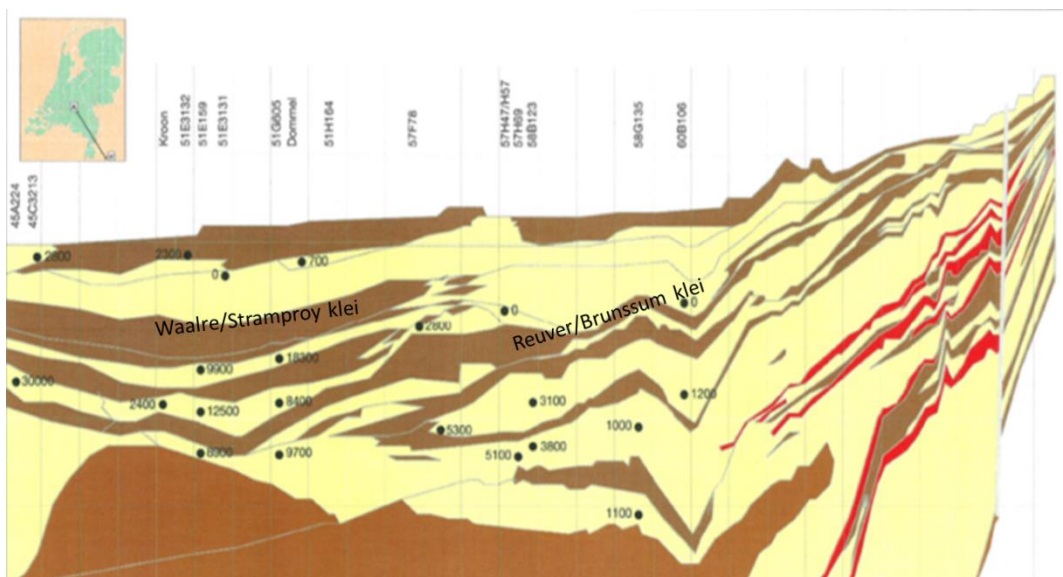 45A224
45C3213
Kroon
51E3132
51E159
51E3131
51G605
Dommel
51H164
57F78
57H47/H57
57H69
58B123
58G135
60B106
2800
2300
0
700
Waalre/Stramproy klei
Reuver/Brunssum klei
0
0
2800
18300
9900
30000
2400
12500
8400
8900
9700
5300
3100
3800
5100
1200
1000
1100